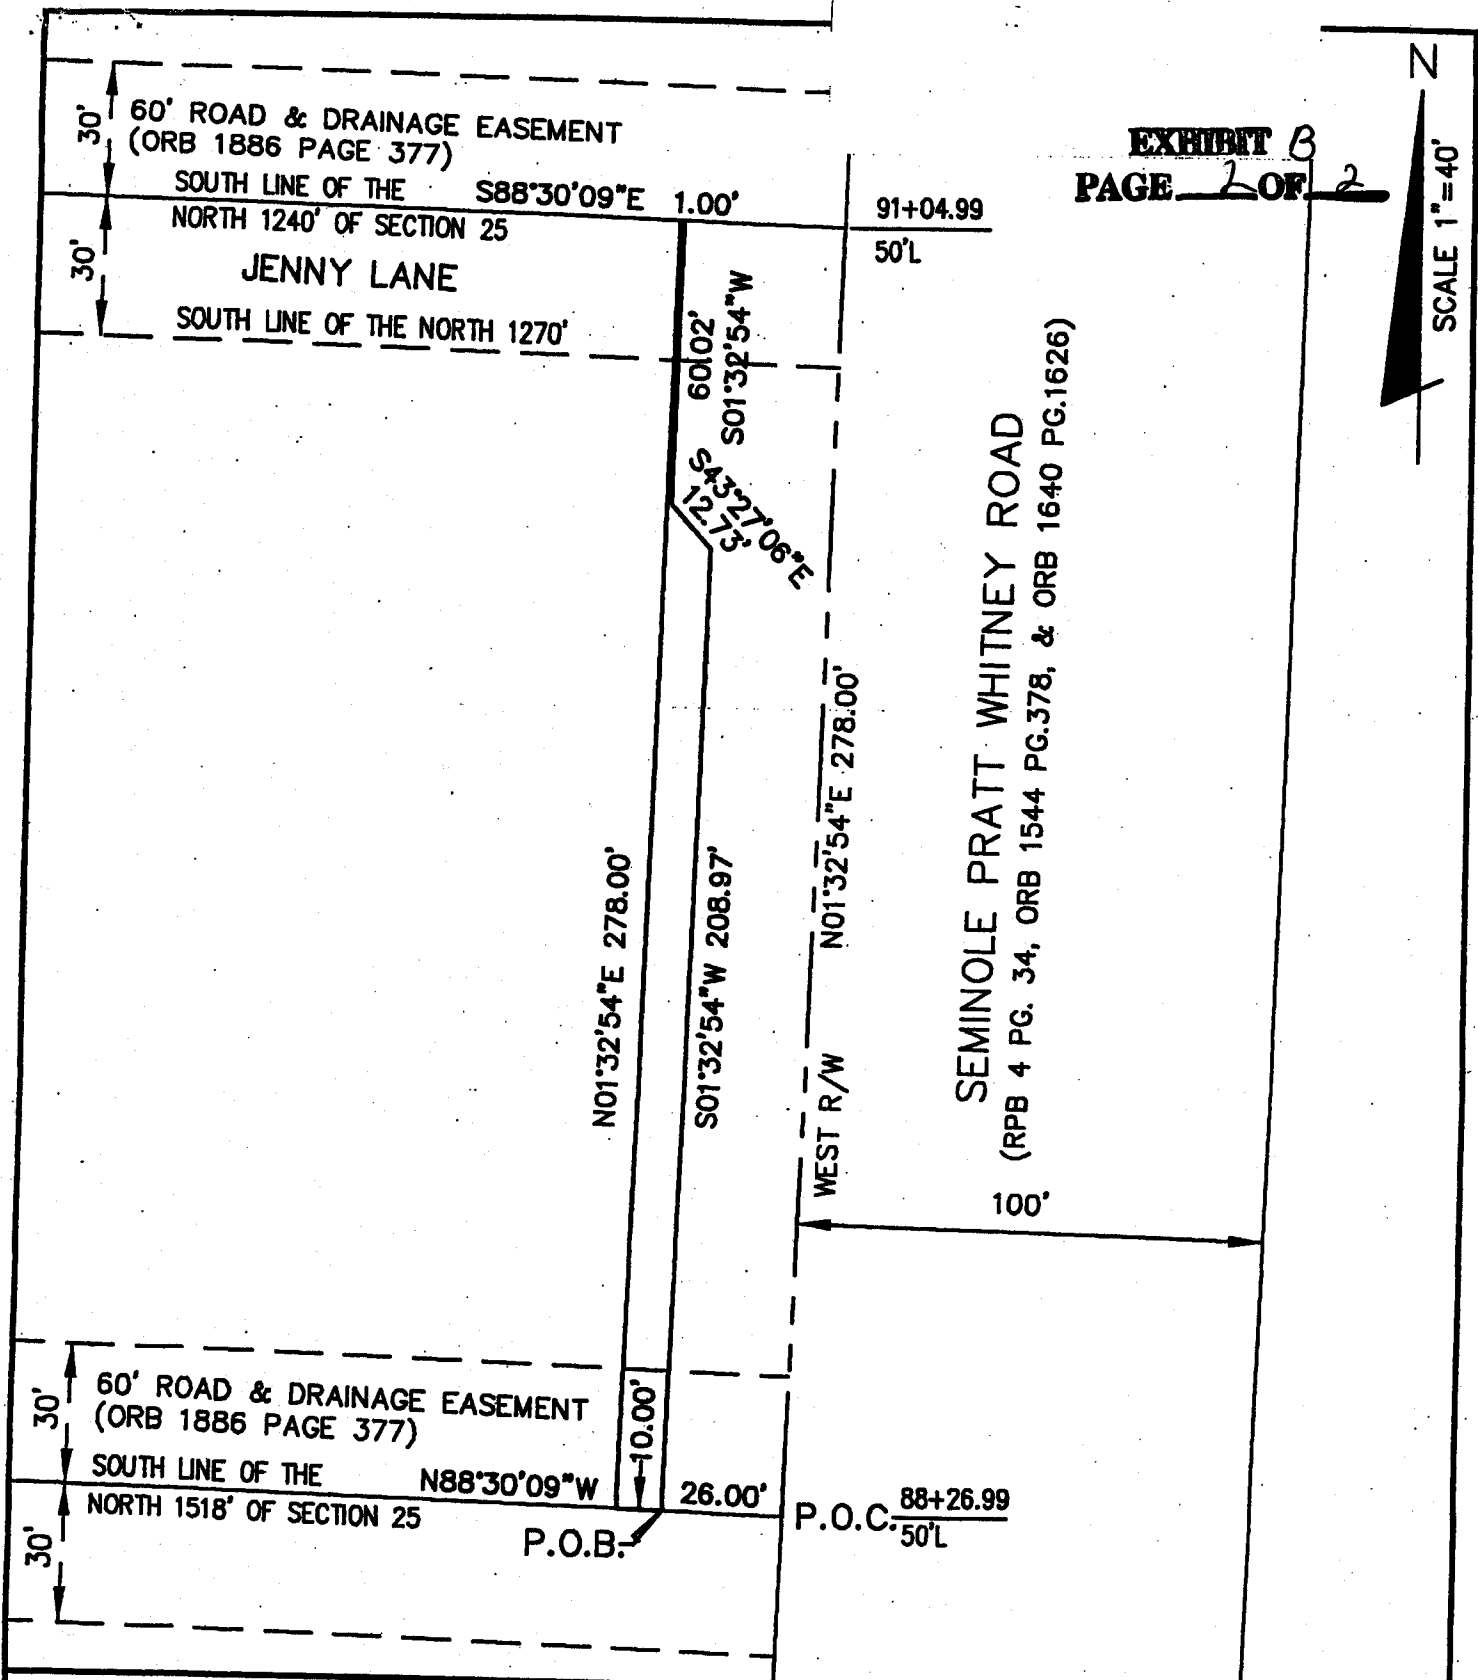 N
SCALE 1"=40'
EXHIBIT B
PAGE 2 OF 2
30'
60' ROAD & DRAINAGE EASEMENT
(ORB 1886 PAGE 377)
SOUTH LINE OF THE S88°30'09"E 1.00'
NORTH 1240' OF SECTION 25
91+04.99
50'L
30'
JENNY LANE
SOUTH LINE OF THE NORTH 1270'
60.02'
S01°32'54"W
S43°27'06"E
12.73'
SEMINOLE PRATT WHITNEY ROAD
(RPB 4 PG. 34, ORB 1544 PG.378, & ORB 1640 PG.1626)
N01°32'54"E 278.00'
S01°32'54"W 208.97'
WEST R/W N01°32'54"E 278.00'
100'
30'
60' ROAD & DRAINAGE EASEMENT
(ORB 1886 PAGE 377)
10.00'
SOUTH LINE OF THE N88°30'09"W 26.00'
NORTH 1518' OF SECTION 25
P.O.C. 88+26.99
50'L
P.O.B.
30'